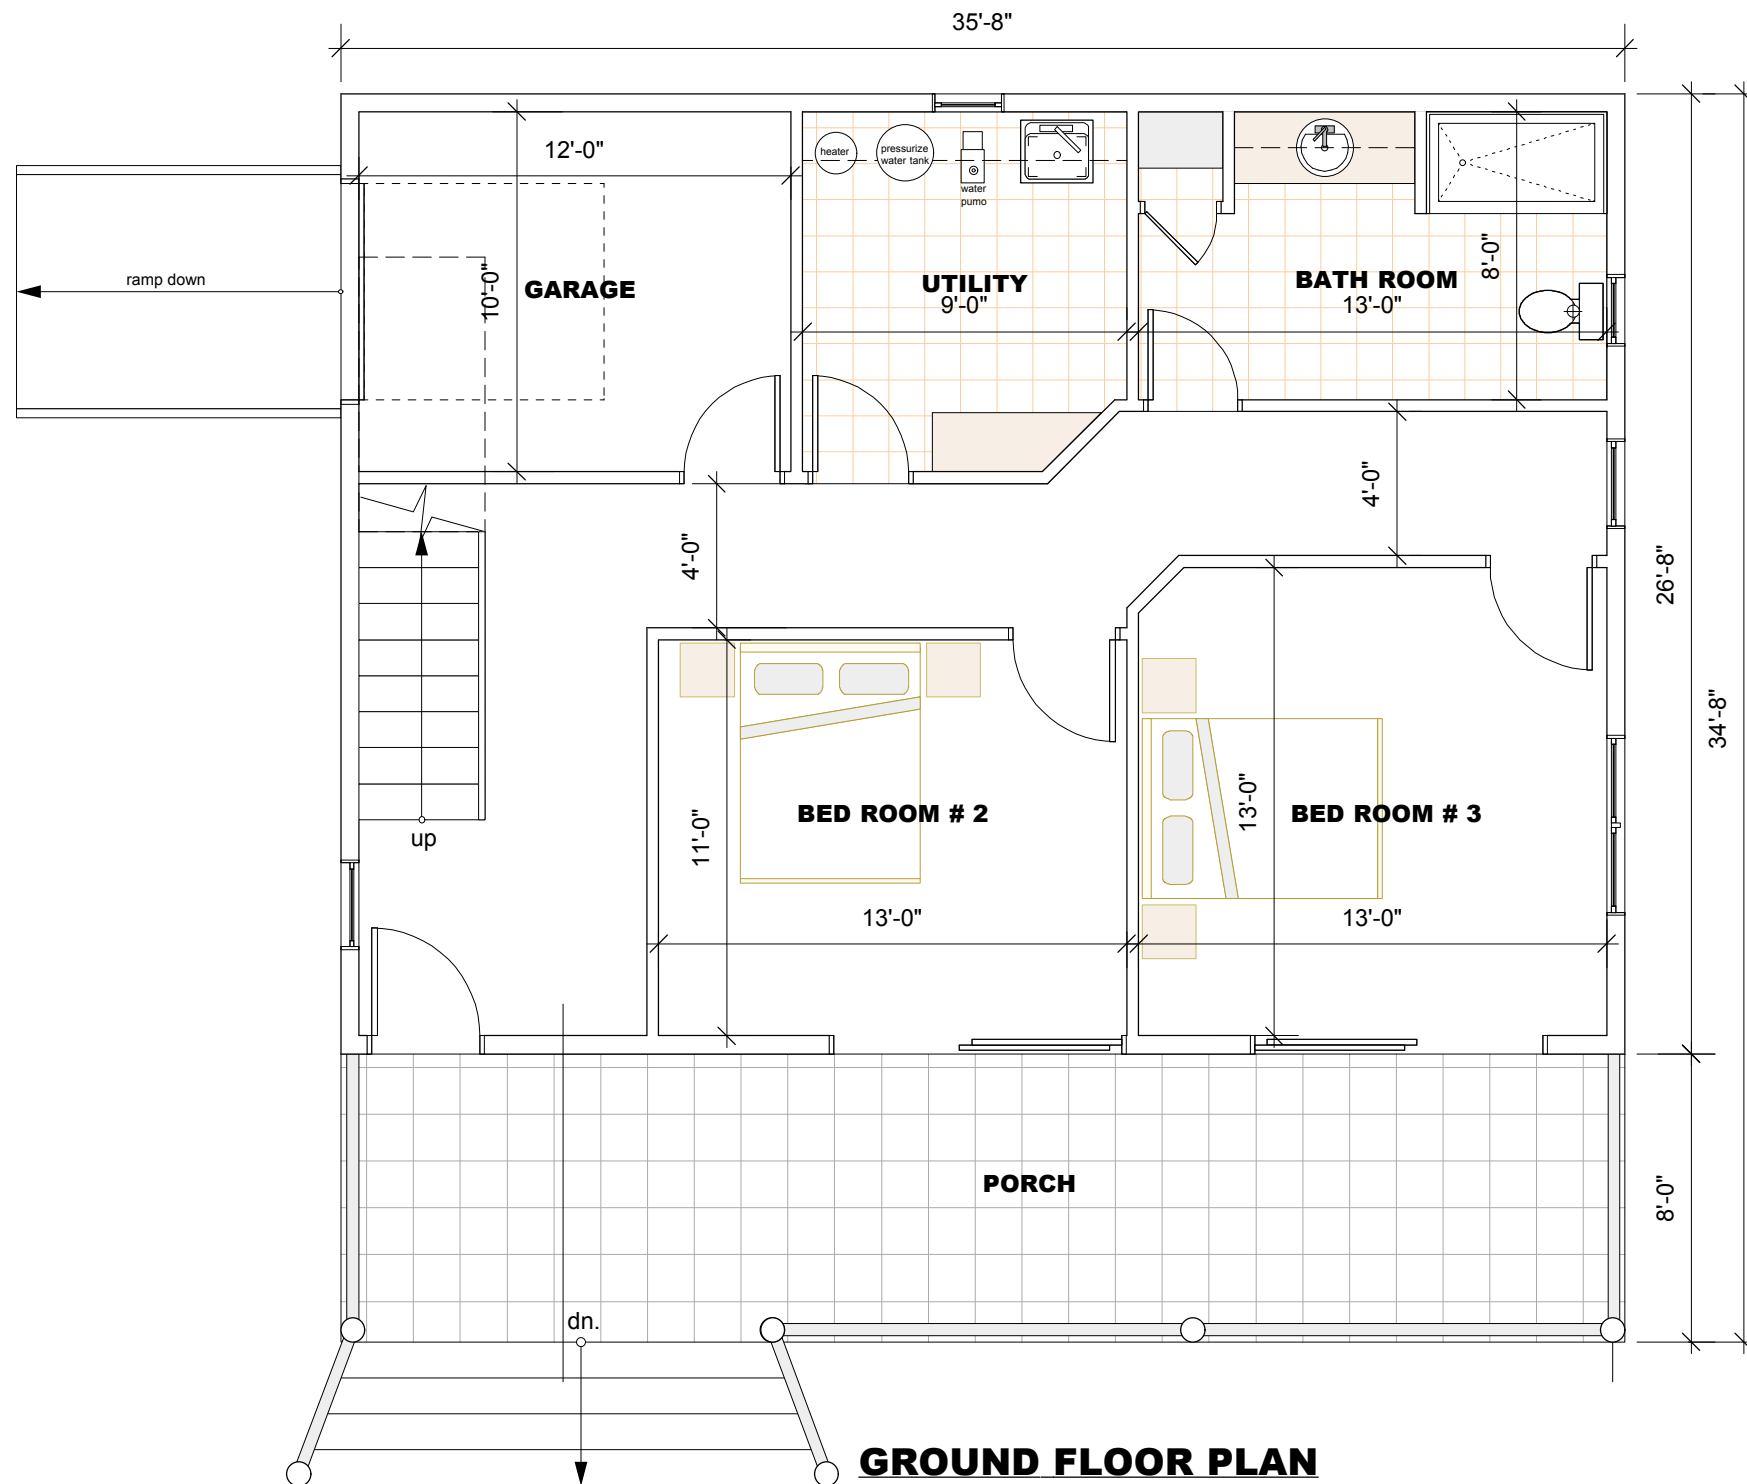 35'-8"
12'-0"
heater
pressurize
water tank
water
pumo
ramp down
10'-0"
GARAGE
UTILITY
9'-0"
BATH ROOM
13'-0"
8'-0"
4'-0"
4'-0"
26'-8"
34'-8"
up
11'-0"
BED ROOM # 2
13'-0"
13'-0"
BED ROOM # 3
13'-0"
PORCH
8'-0"
dn.
GROUND FLOOR PLAN